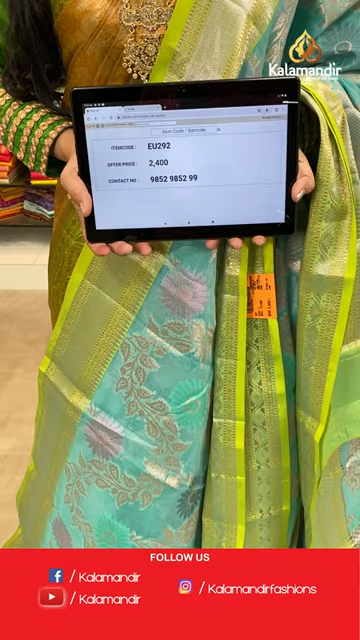 Kalamandir
Item Code / Barcode
ITEMCODE : EU292
OFFER PRICE : 2,400
CONTACT NO : 9852 9852 99
FOLLOW US
/ Kalamandir
/ Kalamandirfashions
/ Kalamandir